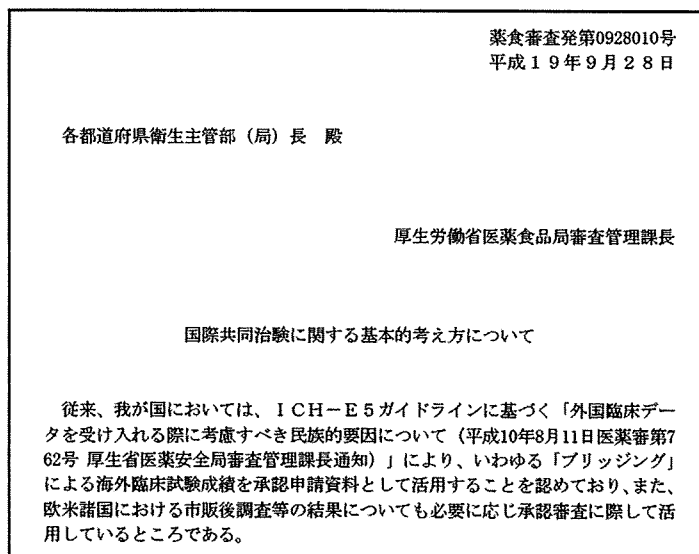 薬食審査発第0928010号
平成１９年９月２８日
各都道府県衛生主管部（局）長　殿
厚生労働省医薬食品局審査管理課長
国際共同治験に関する基本的考え方について
従来、我が国においては、ＩＣＨ－Ｅ５ガイドラインに基づく「外国臨床デー
タを受け入れる際に考慮すべき民族的要因について（平成10年8月11日医薬審第7
62号 厚生省医薬安全局審査管理課長通知）」により、いわゆる「ブリッジング」
による海外臨床試験成績を承認申請資料として活用することを認めており、また、
欧米諸国における市販後調査等の結果についても必要に応じ承認審査に際して活
用しているところである。